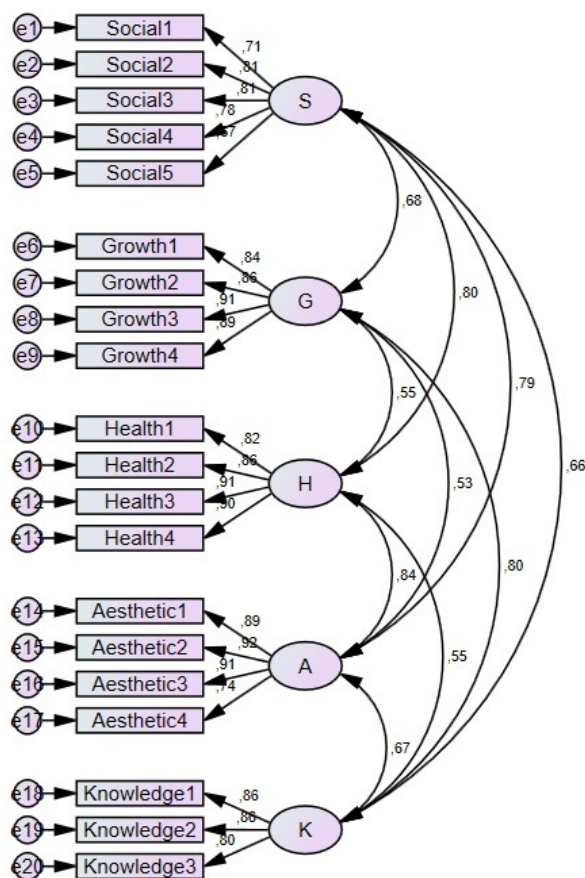 e1 Social1
,71
e2 Social2
,81
e3 Social3
,81
S
e4 Social4
,78
e5 Social5
,68
e6 Growth1
,84
e7 Growth2
,86
,80
e8 Growth3
,91
G
e9 Growth4
,89
,79
,55
,66
e10 Health1
,82
e11 Health2
,86
e12 Health3
,91
H
,53
e13 Health4
,90
,80
,84
e14 Aesthetic1
,89
e15 Aesthetic2
,92
,55
e16 Aesthetic3
,91
A
e17 Aesthetic4
,74
,67
e18 Knowledge1
,86
e19 Knowledge2
K
e20 Knowledge3
,80